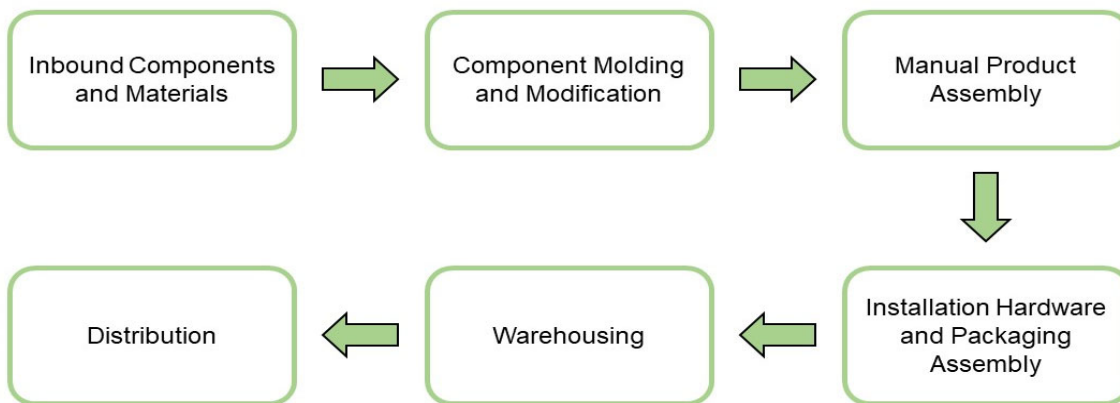 Inbound Components
and Materials
Component Molding
and Modification
Manual Product
Assembly
Installation Hardware
and Packaging
Assembly
Warehousing
Distribution